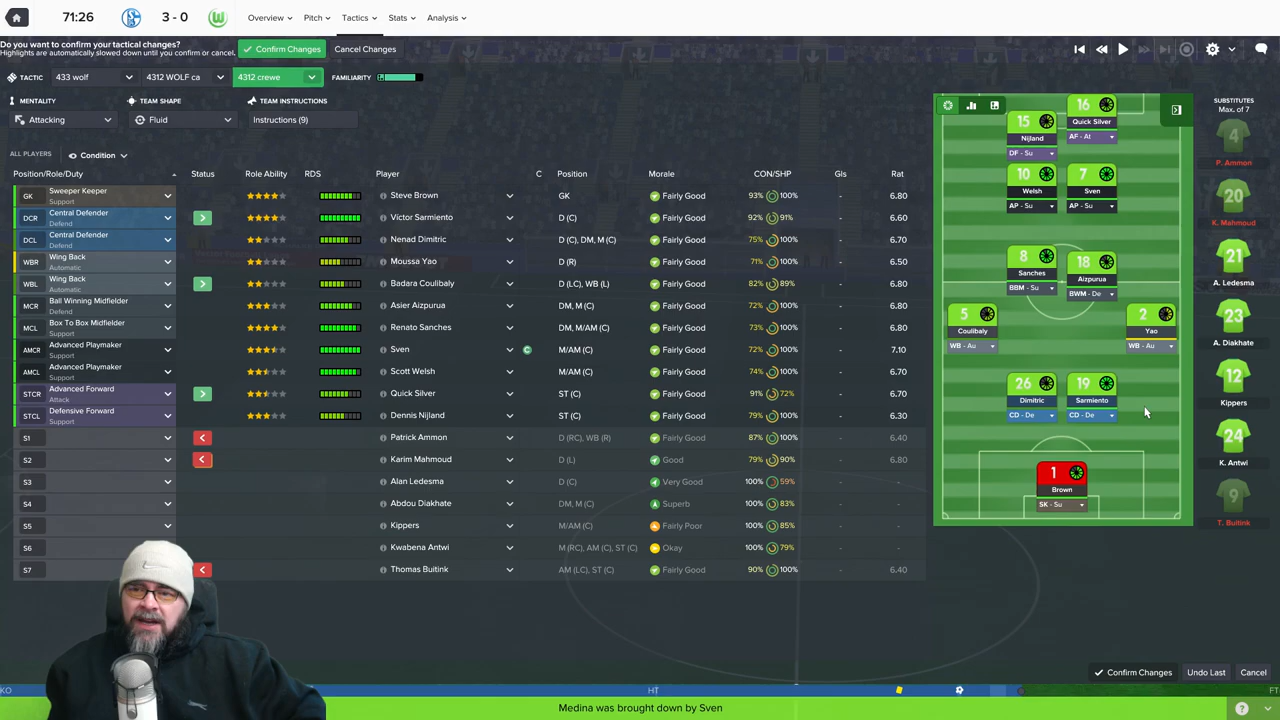 71:26
3 - 0
Overview
Pitch
Tactics
Stats
Analysis
Do you want to confirm your tactical changes?
Highlights are automatically slowed down until you confirm or cancel.
Confirm Changes
Cancel Changes
TACTIC
433 wolf
4312 WOLF ca
4312 crewe
FAMILIARITY
MENTALITY
TEAM SHAPE
TEAM INSTRUCTIONS
Attacking
Fluid
Instructions (9)
ALL PLAYERS
Condition
Position/Role/Duty Status Role Ability RDS Player C Position Morale CON/SHP Gls Rat
GK Sweeper Keeper Support Steve Brown GK Fairly Good 93% 100% - 6.80
DCR Central Defender Defend Víctor Sarmiento D (C) Fairly Good 92% 91% - 6.60
DCL Central Defender Defend Nenad Dimitric D (C), DM, M (C) Fairly Good 75% 100% - 6.70
WBR Wing Back Automatic Moussa Yao D (R) Fairly Good 71% 100% - 6.50
WBL Wing Back Automatic Badara Coulibaly D (LC), WB (L) Fairly Good 82% 89% - 6.80
MCR Ball Winning Midfielder Defend Asier Aizpurua DM, M (C) Fairly Good 72% 100% - 6.80
MCL Box To Box Midfielder Support Renato Sanches DM, M/AM (C) Fairly Good 73% 100% - 6.80
AMCR Advanced Playmaker Support Sven C M/AM (C) Fairly Good 72% 100% - 7.10
AMCL Advanced Playmaker Support Scott Welsh M/AM (C) Fairly Good 74% 100% - 6.70
STCR Advanced Forward Attack Quick Silver ST (C) Fairly Good 91% 72% - 6.70
STCL Defensive Forward Support Dennis Nijland ST (C) Fairly Good 79% 100% - 6.30
S1 Patrick Ammon D (RC), WB (R) Fairly Good 87% 100% - 6.40
S2 Karim Mahmoud D (L) Good 79% 90% - 6.80
S3 Alan Ledesma D (C) Very Good 100% 59% - -
S4 Abdou Diakhate DM, M (C) Superb 100% 83% - -
S5 Kippers M/AM (C) Fairly Poor 100% 85% - -
S6 Kwabena Antwi M (RC), AM (C), ST (C) Okay 100% 79% - -
S7 Thomas Buitink AM (LC), ST (C) Fairly Good 90% 100% - 6.40
16
Quick Silver
AF - At
15
Nijland
DF - Su
10
Welsh
AP - Su
7
Sven
AP - Su
8
Sanches
BBM - Su
18
Aizpurua
BWM - De
5
Coulibaly
WB - Au
2
Yao
WB - Au
26
Dimitric
CD - De
19
Sarmiento
CD - De
1
Brown
SK - Su
SUBSTITUTES
Max. of 7
4
P. Ammon
20
K. Mahmoud
21
A. Ledesma
23
A. Diakhate
12
Kippers
24
K. Antwi
9
T. Buitink
Confirm Changes
Undo Last
Cancel
KO
HT
FT
Medina was brought down by Sven